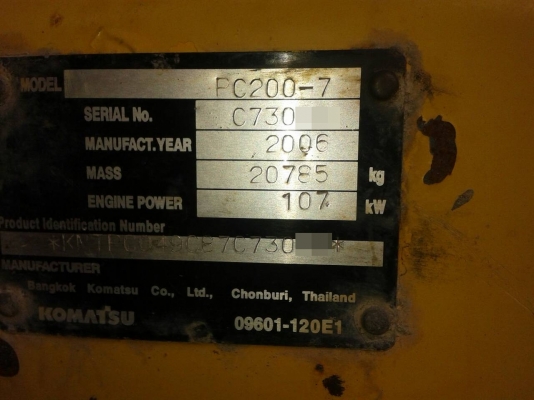 MODEL PC200-7
SERIAL No. C730
MANUFACT.YEAR 2006
MASS 20785 kg
ENGINE POWER 107 kW
Product Identification Number
MANUFACTURER
Bangkok Komatsu Co., Ltd., Chonburi, Thailand
KOMATSU 09601-120E1